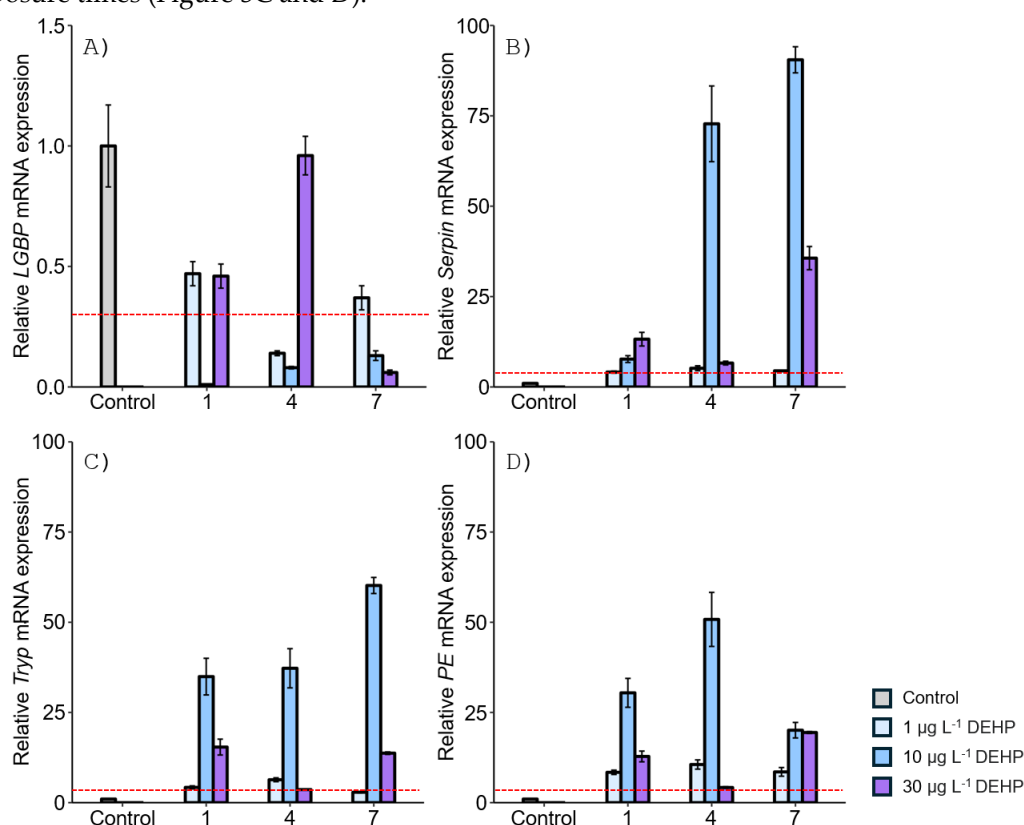 posure times (Figure 3C and D).
A)
Relative LGBP mRNA expression
1.5
1.0
0.5
0.0
Control 1 4 7
B)
Relative Serpin mRNA expression
100
75
50
25
0
Control 1 4 7
C)
Relative Tryp mRNA expression
100
75
50
25
0
Control 1 4 7
D)
Relative PE mRNA expression
100
75
50
25
0
Control 1 4 7
Control
1 µg L-1 DEHP
10 µg L-1 DEHP
30 µg L-1 DEHP